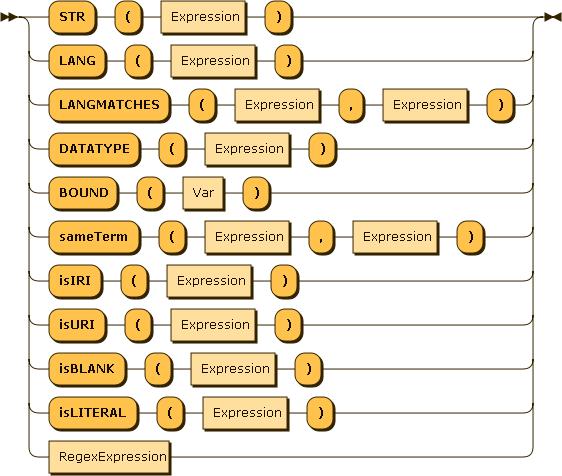 STR ( Expression )
LANG ( Expression )
LANGMATCHES ( Expression , Expression )
DATATYPE ( Expression )
BOUND ( Var )
sameTerm ( Expression , Expression )
isIRI ( Expression )
isURI ( Expression )
isBLANK ( Expression )
isLITERAL ( Expression )
RegexExpression